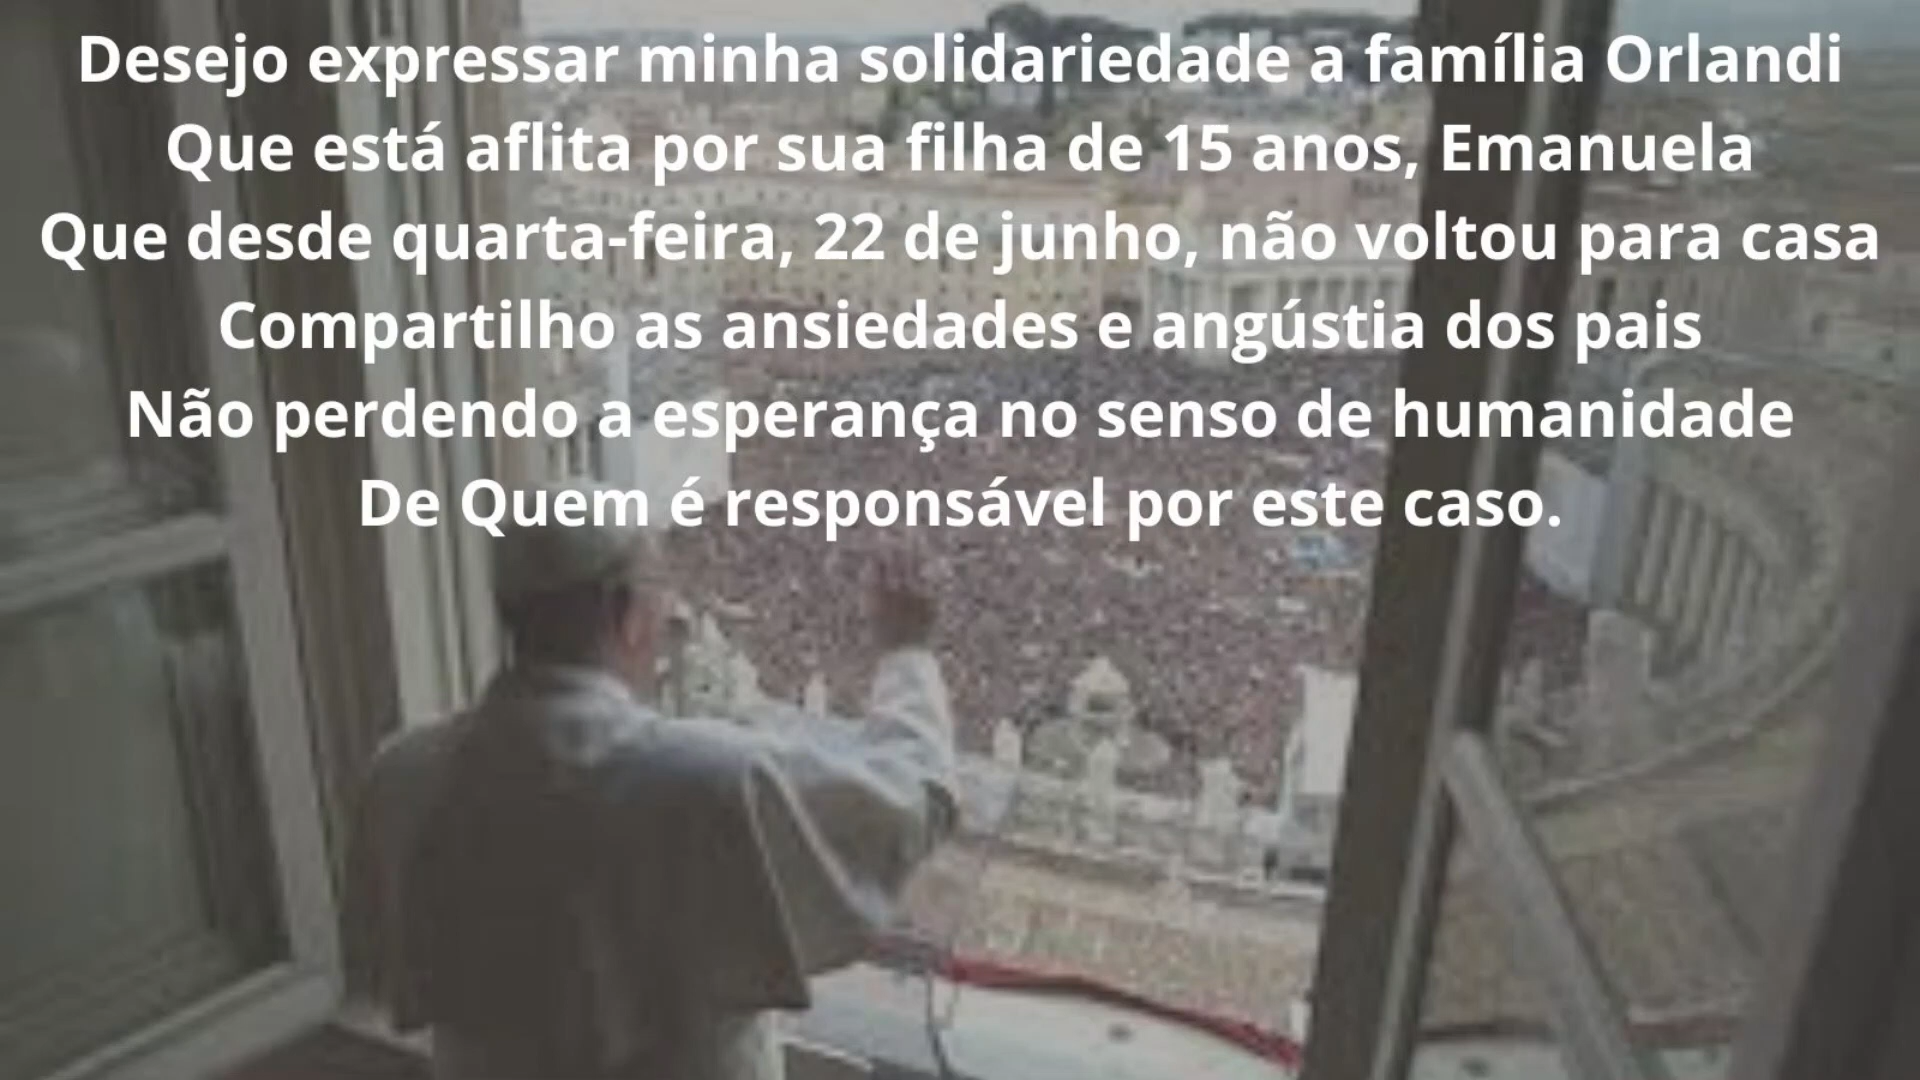 Desejo expressar minha solidariedade a família Orlandi
Que está aflita por sua filha de 15 anos, Emanuela
Que desde quarta-feira, 22 de junho, não voltou para casa
Compartilho as ansiedades e angústia dos pais
Não perdendo a esperança no senso de humanidade
De Quem é responsável por este caso.